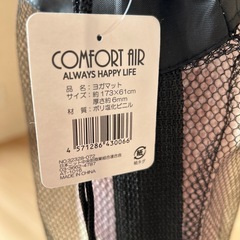 COMFORT AIR
ALWAYS HAPPY LIFE
品 名：ヨガマット
サイズ：約173×61cm
厚さ約6mm
材 質：ポリ塩化ビニル
4 571286 430066
MADE IN CHINA